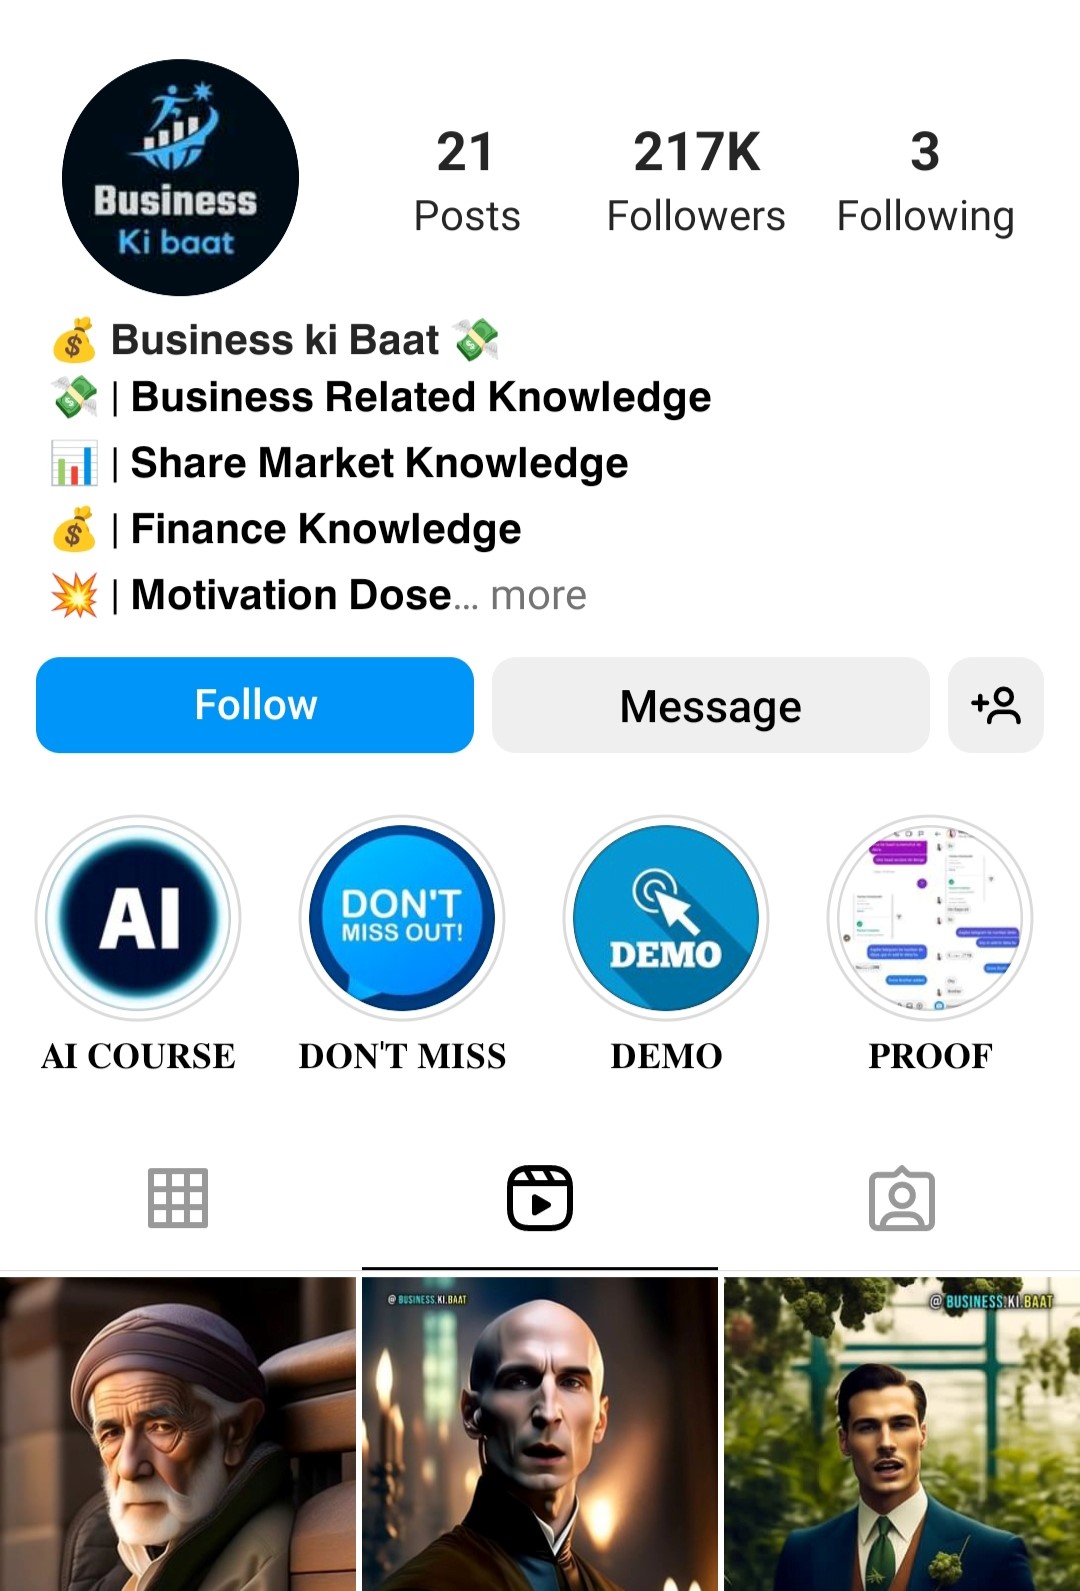 Business
Ki baat
21
217K
3
Posts
Followers
Following
💰 Business ki Baat 💸
💸 | Business Related Knowledge
📊 | Share Market Knowledge
💰 | Finance Knowledge
💥 | Motivation Dose... more
Follow
Message
AI
DON'T
MISS OUT!
DEMO
AI COURSE
DON'T MISS
DEMO
PROOF
@ BUSINESS.KI.BAAT
@ BUSINESS.KI.BAAT